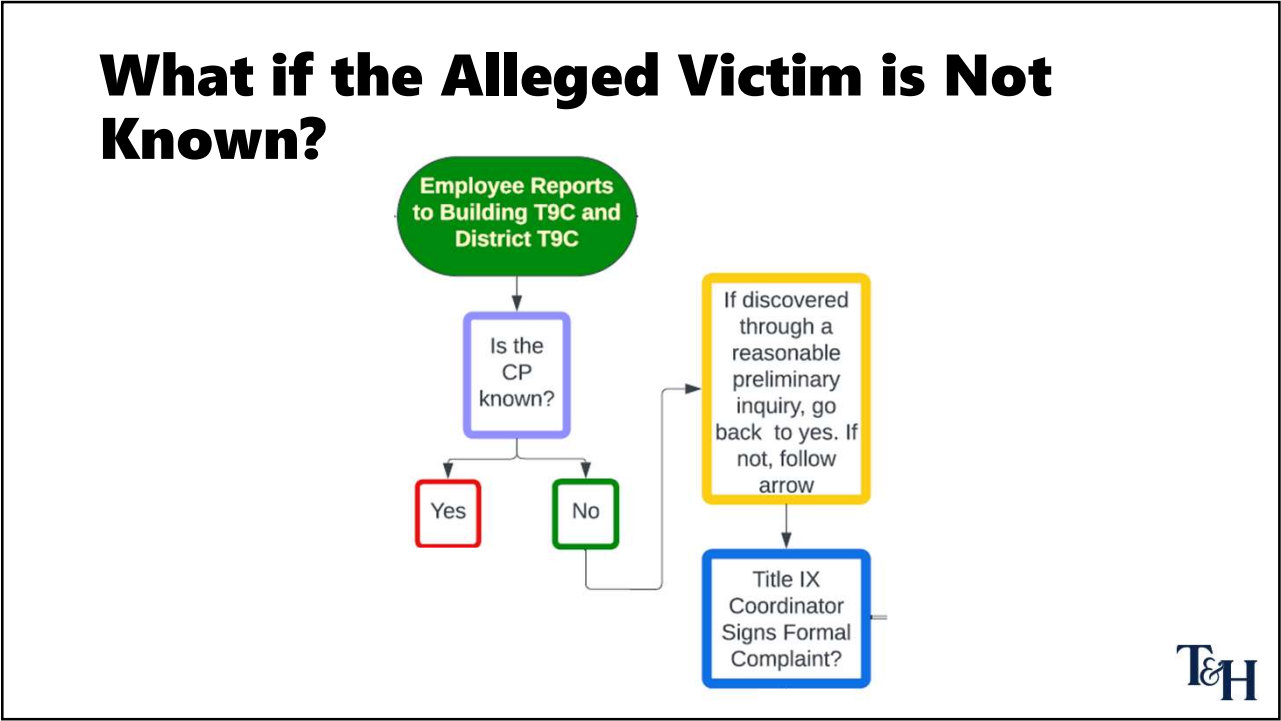 What if the Alleged Victim is Not
Known?
Employee Reports
to Building T9C and
District T9C
Is the
CP
known?
Yes
No
If discovered
through a
reasonable
preliminary
inquiry, go
back  to yes. If
not, follow
arrow
Title IX
Coordinator
Signs Formal
Complaint?
T&H